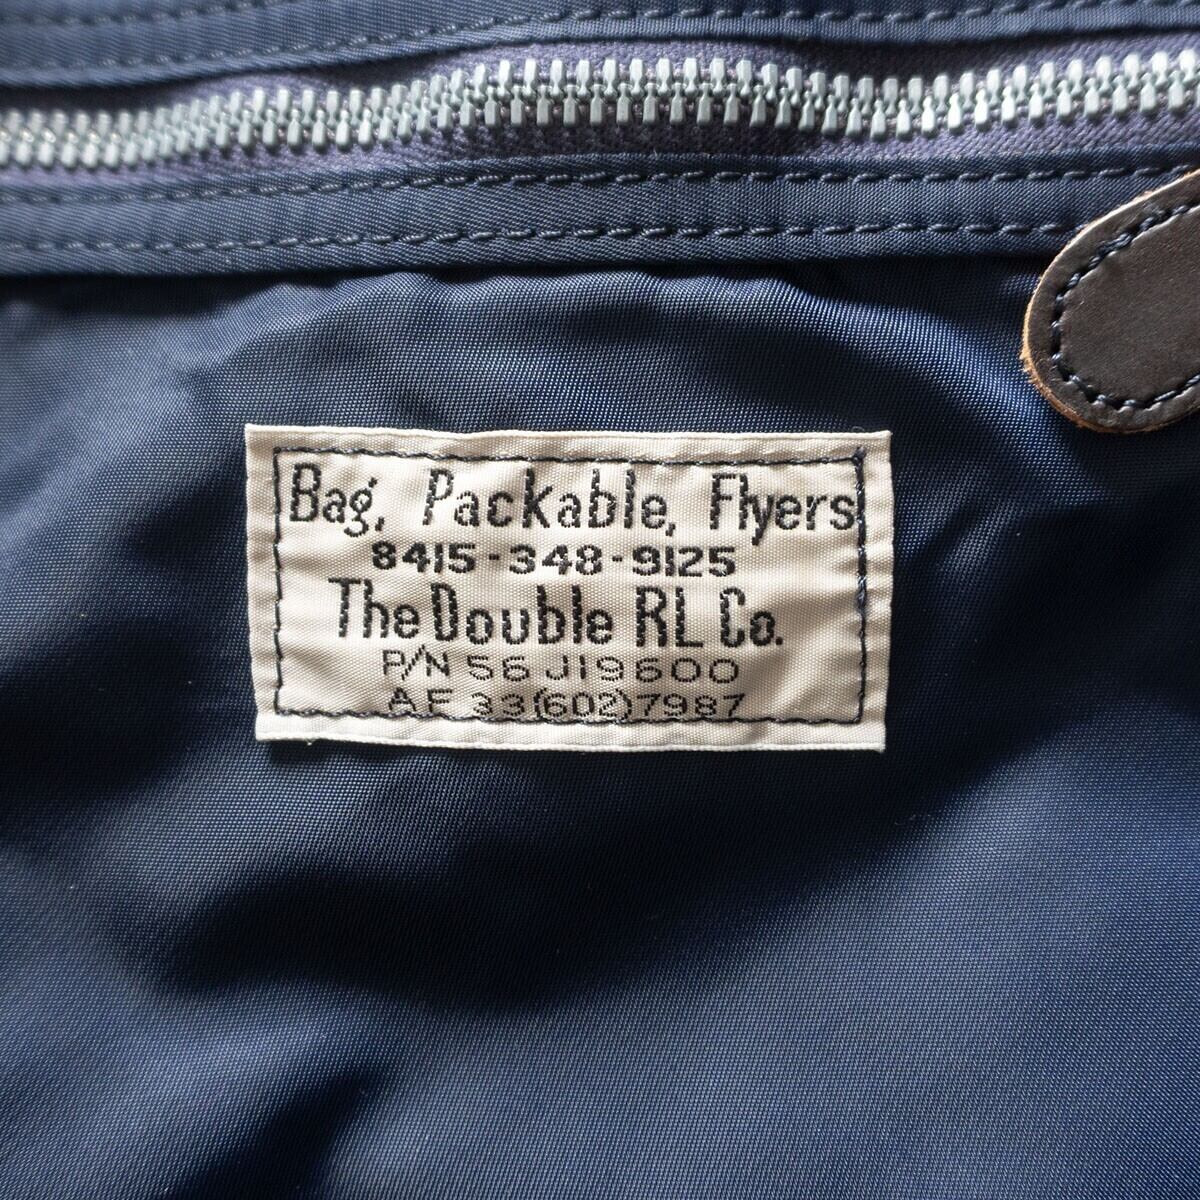 Bag, Packable, Flyers
8415-348-9125
The Double RL Co.
P/N 56J19600
AF 33(602)7987